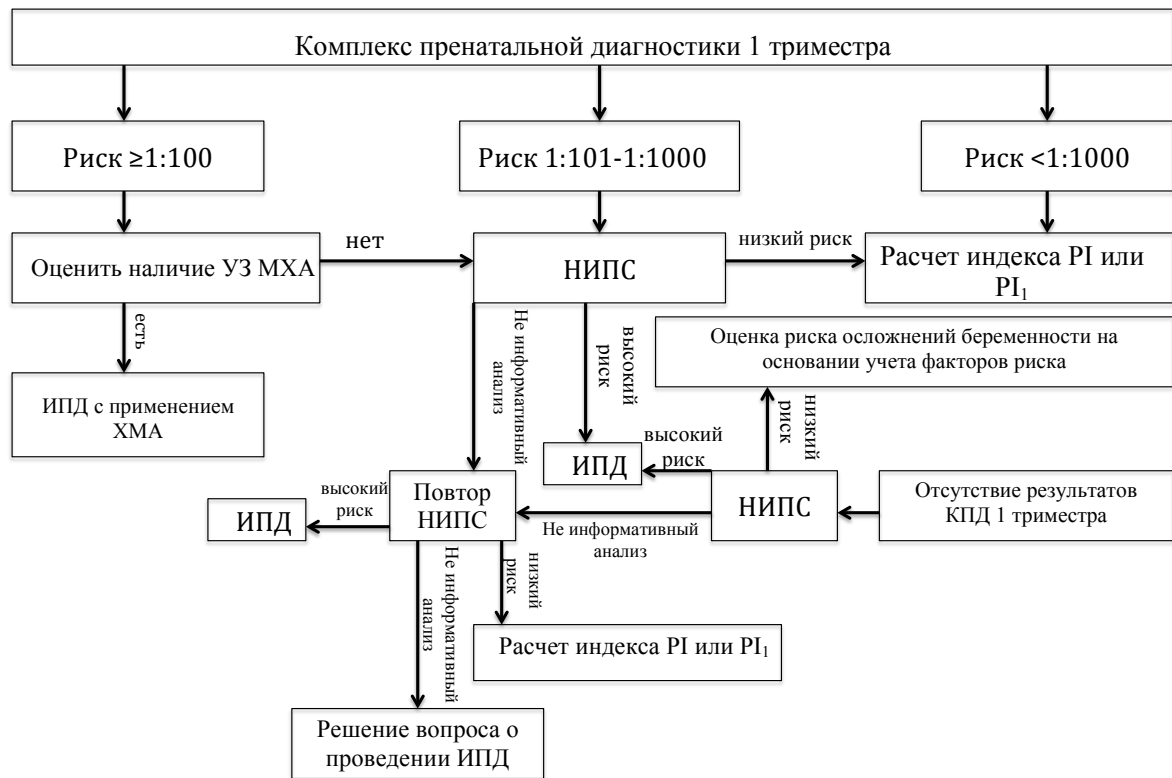 Комплекс пренатальной диагностики 1 триместра
Риск ≥1:100
Риск 1:101-1:1000
Риск <1:1000
Оценить наличие УЗ МХА
нет
НИПС
низкий риск
Расчет индекса PI или
PI₁
есть
Не информативный
анализ
высокий
риск
Оценка риска осложнений беременности на
основании учета факторов риска
ИПД с применением
ХМА
низкий
риск
ИПД
высокий
риск
Повтор
НИПС
высокий
риск
ИПД
НИПС
Отсутствие результатов
КПД 1 триместра
Не информативный
анализ
Не информативный
анализ
низкий
риск
Расчет индекса PI или PI₁
Решение вопроса о
проведении ИПД